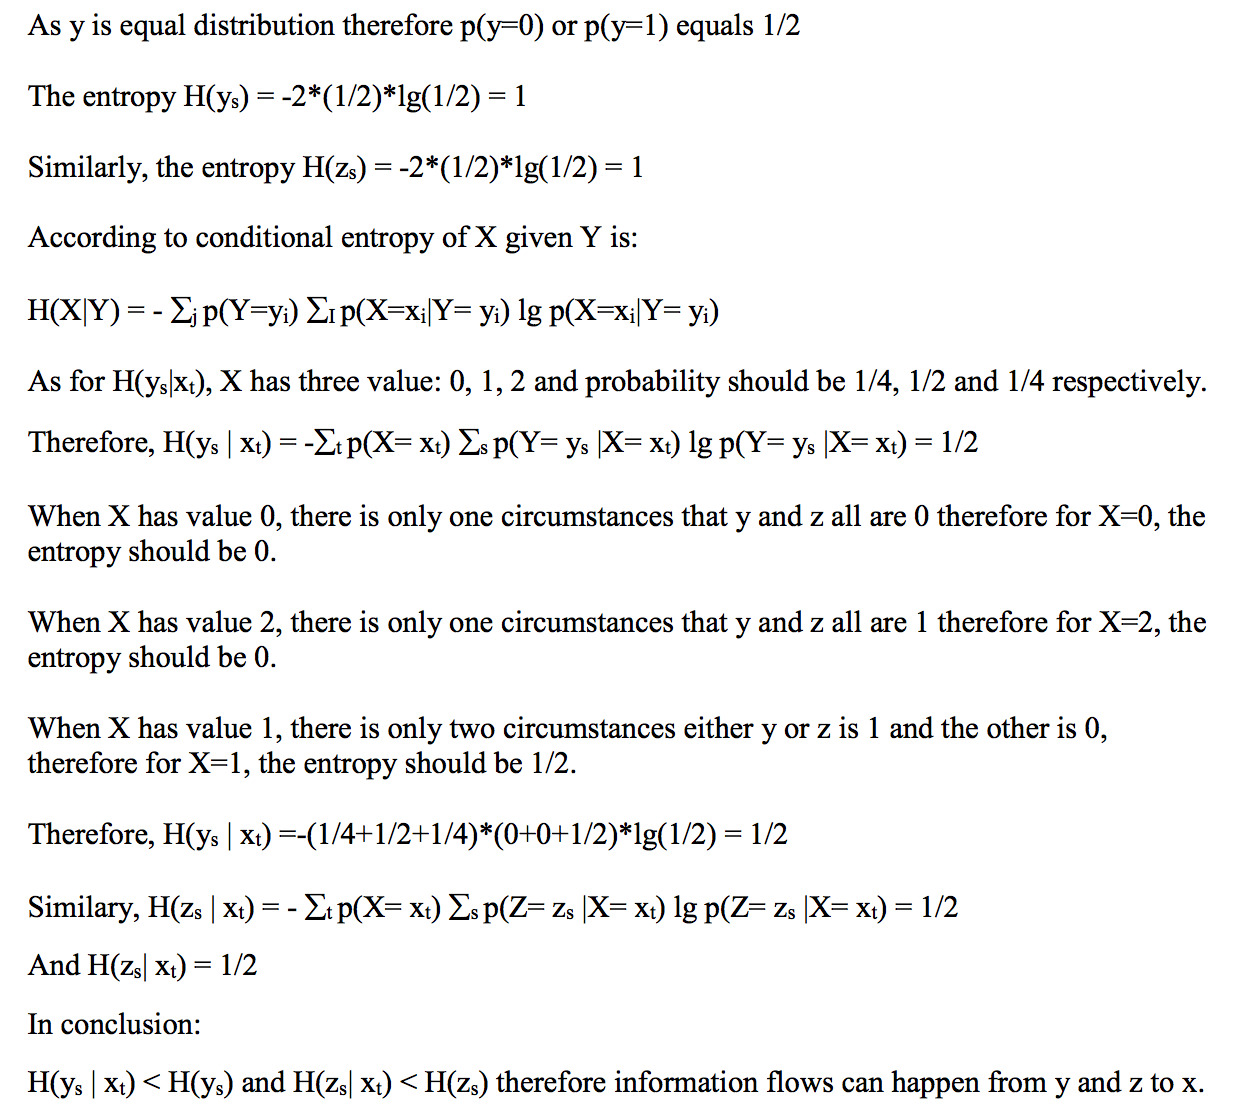 As y is equal distribution therefore p(y=0) or p(y=1) equals 1/2
The entropy H(yₛ) = -2*(1/2)*lg(1/2) = 1
Similarly, the entropy H(zₛ) = -2*(1/2)*lg(1/2) = 1
According to conditional entropy of X given Y is:
H(X|Y) = - Σⱼ p(Y=yᵢ) Σ_I p(X=xᵢ|Y= yᵢ) lg p(X=xᵢ|Y= yᵢ)
As for H(yₛ|xₜ), X has three value: 0, 1, 2 and probability should be 1/4, 1/2 and 1/4 respectively.
Therefore, H(yₛ | xₜ) = -Σₜ p(X= xₜ) Σₛ p(Y= yₛ |X= xₜ) lg p(Y= yₛ |X= xₜ) = 1/2
When X has value 0, there is only one circumstances that y and z all are 0 therefore for X=0, the
entropy should be 0.
When X has value 2, there is only one circumstances that y and z all are 1 therefore for X=2, the
entropy should be 0.
When X has value 1, there is only two circumstances either y or z is 1 and the other is 0,
therefore for X=1, the entropy should be 1/2.
Therefore, H(yₛ | xₜ) =-(1/4+1/2+1/4)*(0+0+1/2)*lg(1/2) = 1/2
Similary, H(zₛ | xₜ) = - Σₜ p(X= xₜ) Σₛ p(Z= zₛ |X= xₜ) lg p(Z= zₛ |X= xₜ) = 1/2
And H(zₛ| xₜ) = 1/2
In conclusion:
H(yₛ | xₜ) < H(yₛ) and H(zₛ| xₜ) < H(zₛ) therefore information flows can happen from y and z to x.